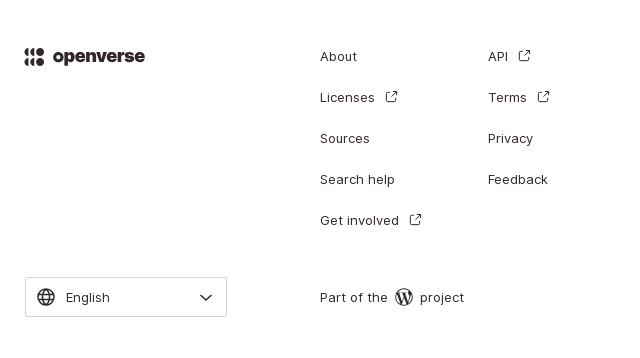 openverse
About
Licenses
Sources
Search help
Get involved
API
Terms
Privacy
Feedback
English
Part of the project